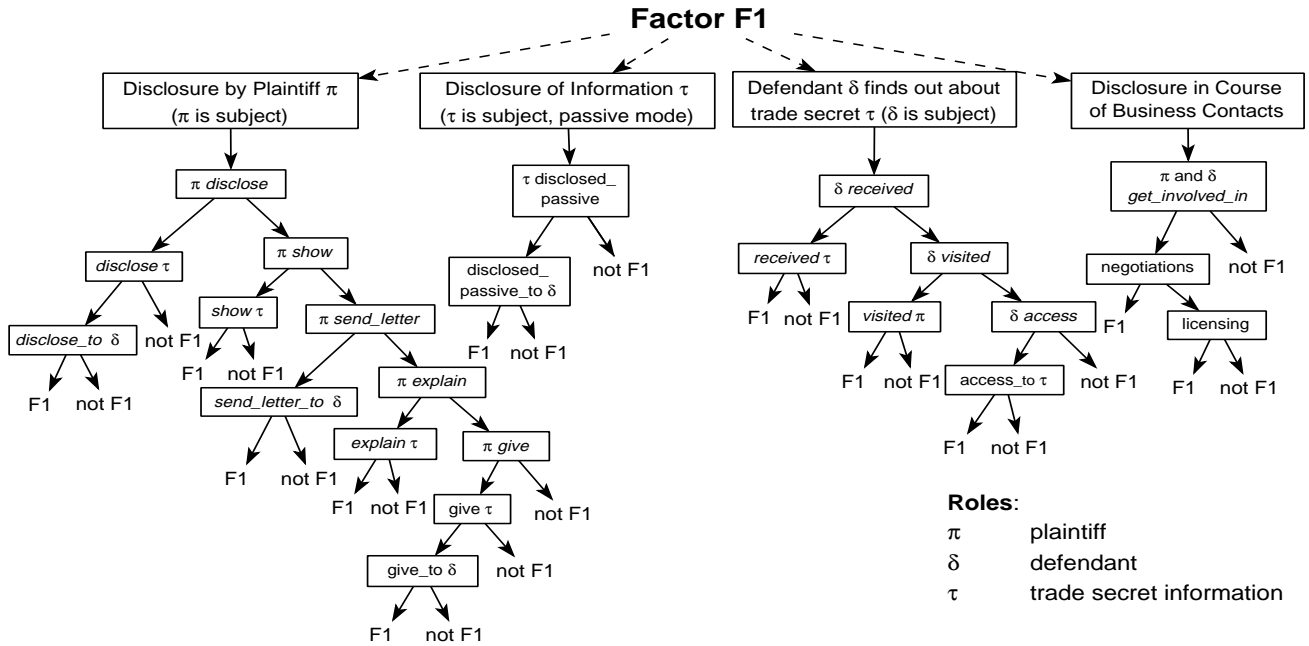 Factor F1
Disclosure by Plaintiff π
(π is subject)
Disclosure of Information τ
(τ is subject, passive mode)
Defendant δ finds out about
trade secret τ (δ is subject)
Disclosure in Course
of Business Contacts
π disclose
τ disclosed_
passive
δ received
π and δ
get_involved_in
disclose τ
π show
disclosed_
passive_to δ
not F1
received τ
δ visited
negotiations
not F1
disclose_to δ
not F1
show τ
π send_letter
F1
not F1
F1
not F1
visited π
δ access
F1
licensing
F1
not F1
F1
not F1
send_letter_to δ
π explain
F1
not F1
access_to τ
not F1
F1
not F1
F1
not F1
explain τ
π give
F1
not F1
F1
not F1
give τ
not F1
give_to δ
not F1
F1
not F1
Roles:
π plaintiff
δ defendant
τ trade secret information